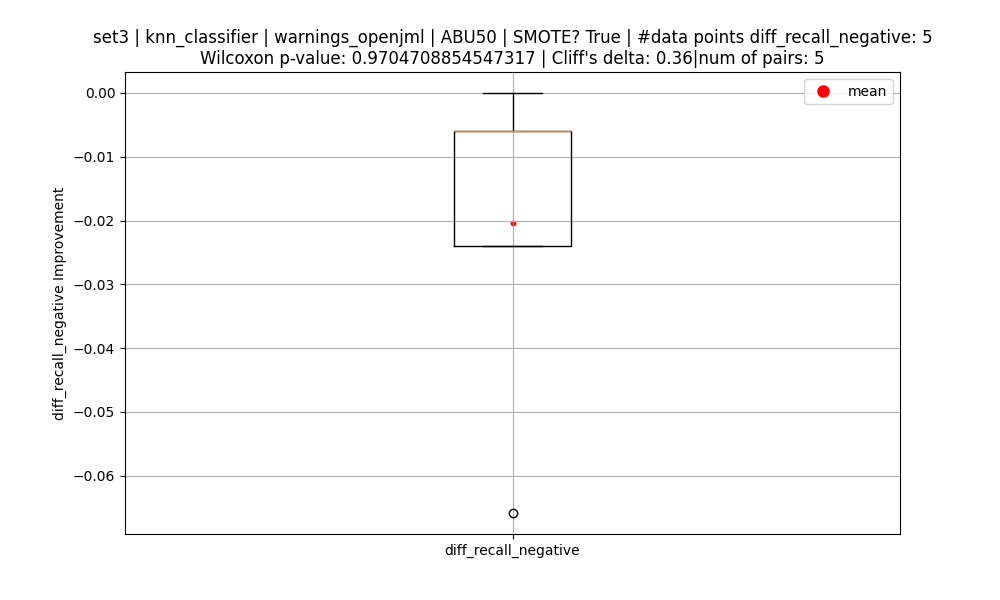 set3 | knn_classifier | warnings_openjml | ABU50 | SMOTE? True | #data points diff_recall_negative: 5
Wilcoxon p-value: 0.9704708854547317 | Cliff's delta: 0.36|num of pairs: 5
mean
0.00
−0.01
−0.02
−0.03
−0.04
−0.05
−0.06
diff_recall_negative Improvement
diff_recall_negative